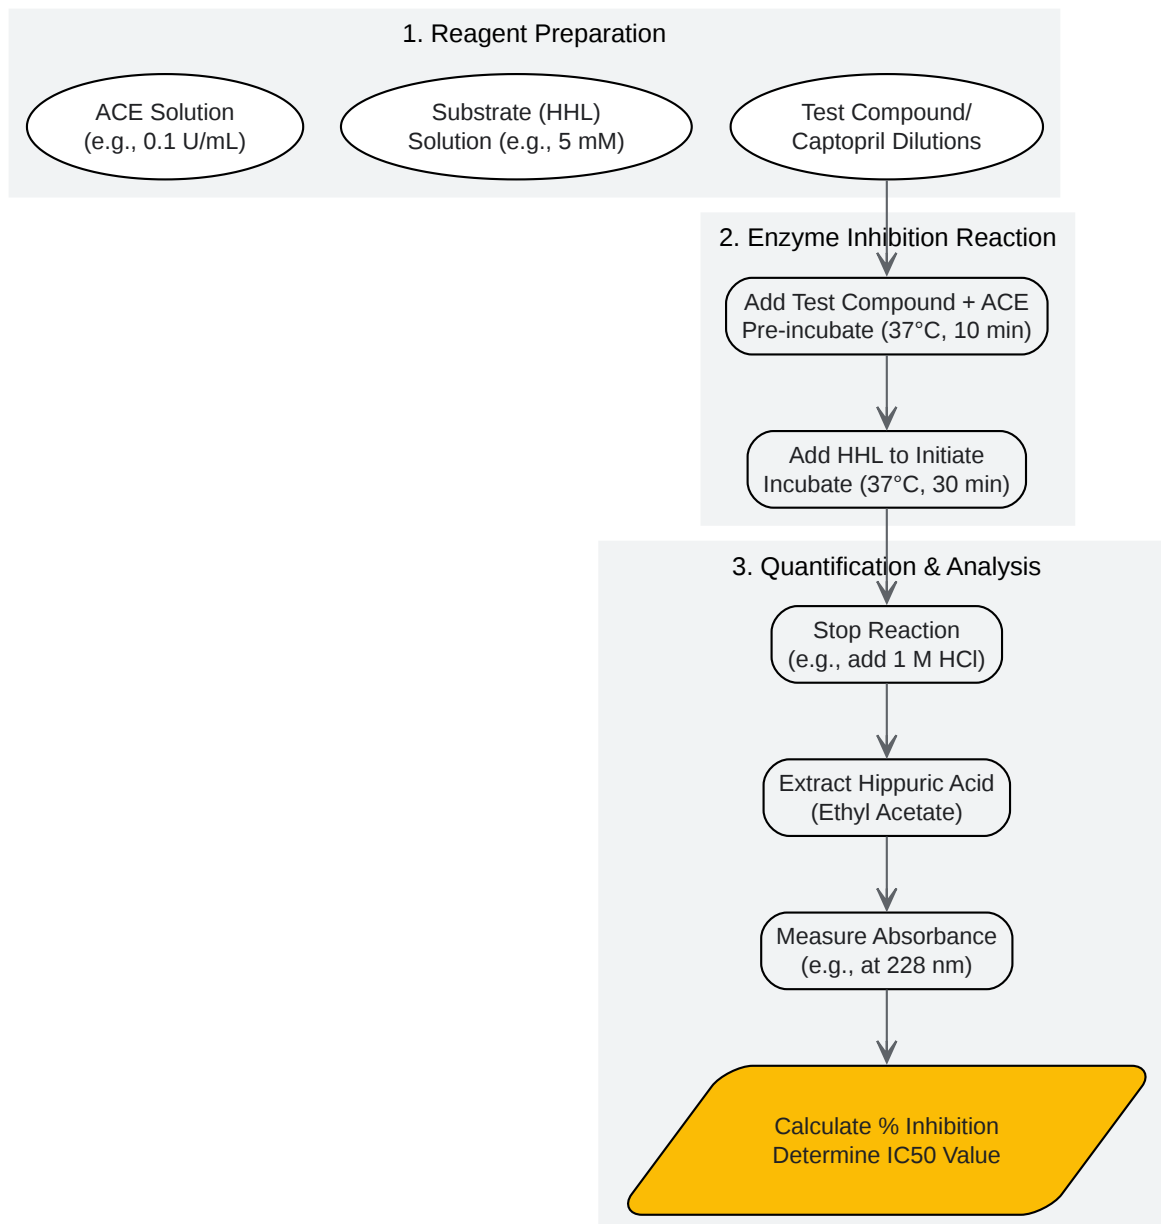 1. Reagent Preparation
ACE Solution
(e.g., 0.1 U/mL)
Substrate (HHL)
Solution (e.g., 5 mM)
Test Compound/
Captopril Dilutions
2. Enzyme Inhibition Reaction
Add Test Compound + ACE
Pre-incubate (37°C, 10 min)
Add HHL to Initiate
Incubate (37°C, 30 min)
3. Quantification & Analysis
Stop Reaction
(e.g., add 1 M HCl)
Extract Hippuric Acid
(Ethyl Acetate)
Measure Absorbance
(e.g., at 228 nm)
Calculate % Inhibition
Determine IC50 Value